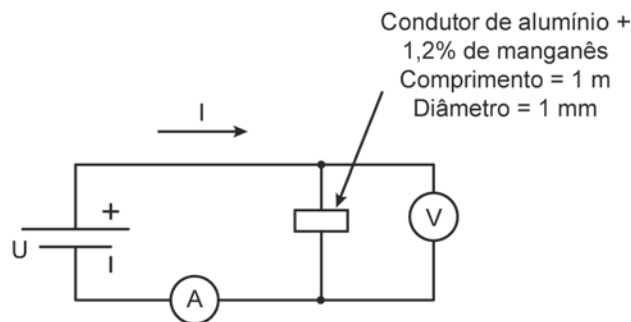 Condutor de alumínio +
1,2% de manganês
Comprimento = 1 m
Diâmetro = 1 mm
I
+
U
I
V
A